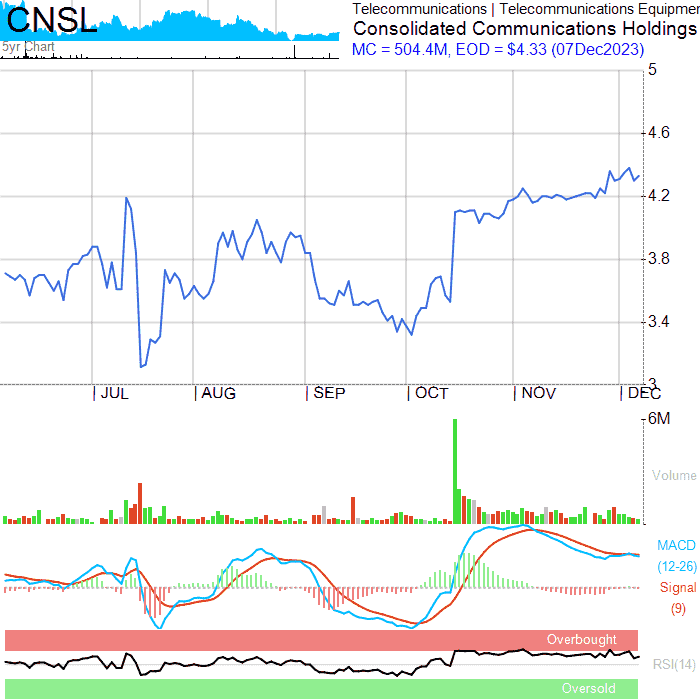 CNSL
5yr Chart
Telecommunications | Telecommunications Equipmen
Consolidated Communications Holdings
MC = 504.4M, EOD = $4.33 (07Dec2023)
5
4.6
4.2
3.8
3.4
3
JUL
AUG
SEP
OCT
NOV
DEC
6M
Volume
MACD
(12-26)
Signal
(9)
Overbought
RSI(14)
Oversold